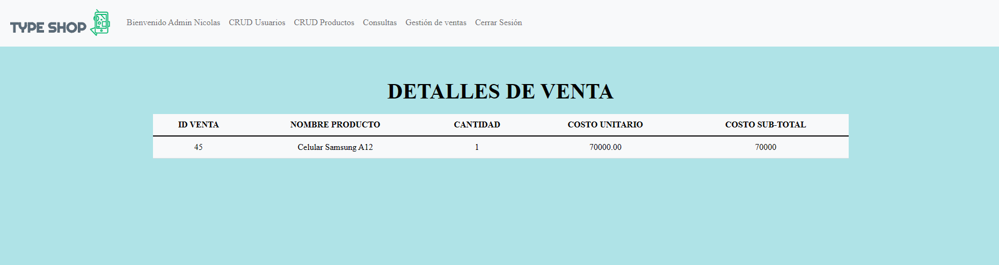 TYPE SHOP
Bienvenido Admin Nicolas CRUD Usuarios CRUD Productos Consultas Gestión de ventas Cerrar Sesión
DETALLES DE VENTA
ID VENTA NOMBRE PRODUCTO CANTIDAD COSTO UNITARIO COSTO SUB-TOTAL
45 Celular Samsung A12 1 70000.00 70000